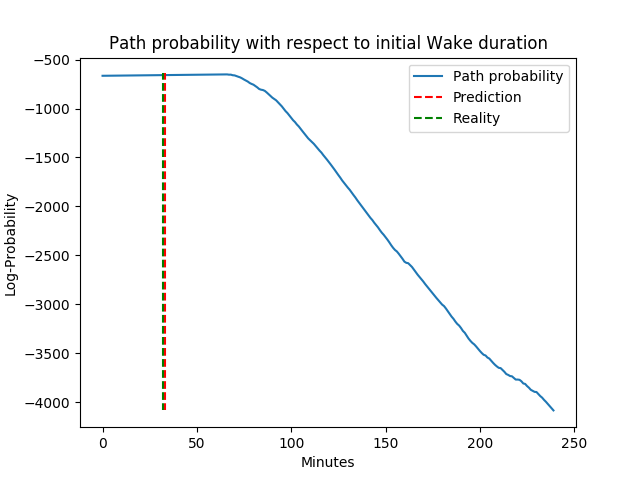 Path probability with respect to initial Wake duration
Path probability
Prediction
Reality
Log-Probability
−500
−1000
−1500
−2000
−2500
−3000
−3500
−4000
0 50 100 150 200 250
Minutes